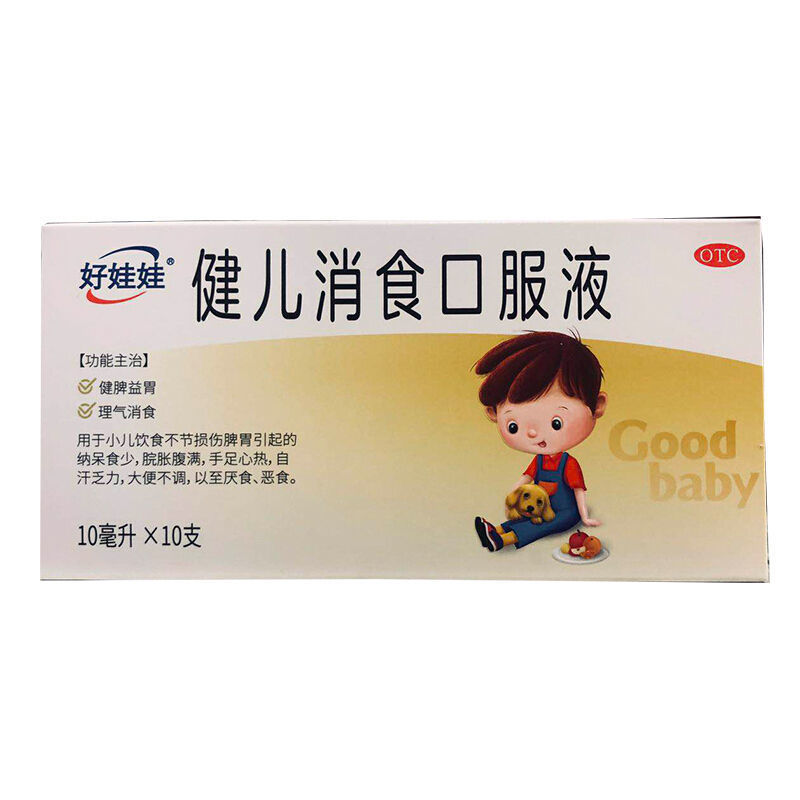 好娃娃®
健儿消食口服液
OTC
【功能主治】
健脾益胃
理气消食
用于小儿饮食不节损伤脾胃引起的
纳呆食少，脘胀腹满，手足心热，自
汗乏力，大便不调，以至厌食、恶食。
10毫升×10支
Good
baby